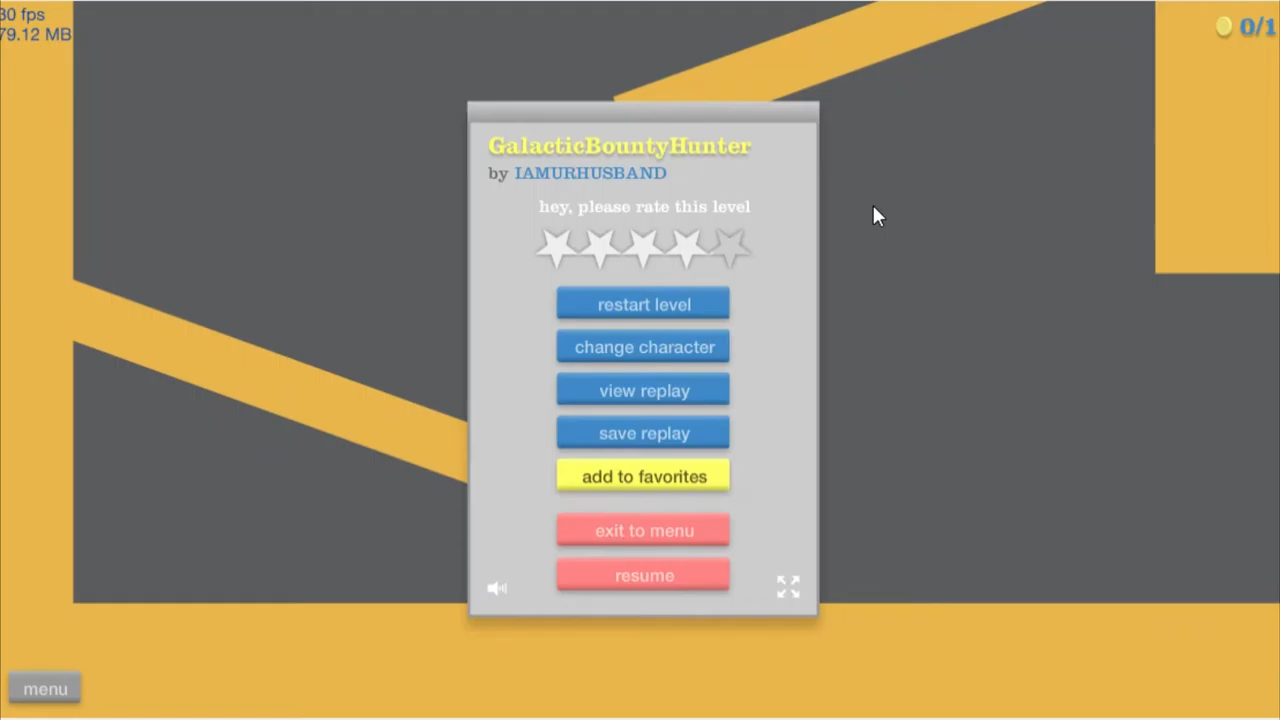 30 fps
79.12 MB
0/1
GalacticBountyHunter
by IAMURHUSBAND
hey, please rate this level
restart level
change character
view replay
save replay
add to favorites
exit to menu
resume
menu